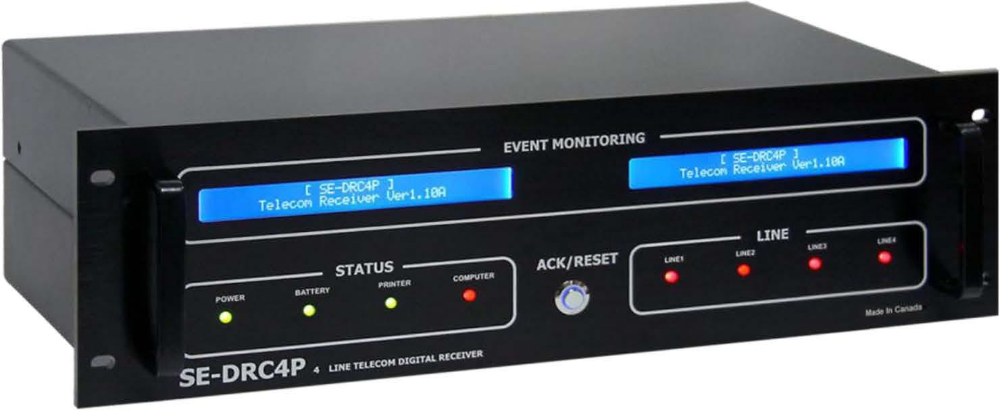 EVENT MONITORING
[ SE-DRC4P ]
Telecom Receiver Ver1.10A
[ SE-DRC4P ]
Telecom Receiver Ver1.10A
STATUS
POWER
BATTERY
PRINTER
COMPUTER
ACK/RESET
LINE
LINE1
LINE2
LINE3
LINE4
Made In Canada
SE-DRC4P 4 LINE TELECOM DIGITAL RECEIVER